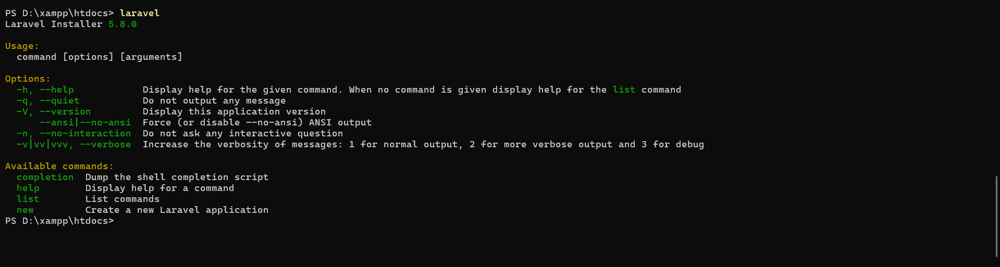 PS D:\xampp\htdocs> laravel
Laravel Installer 5.8.0
Usage:
  command [options] [arguments]
Options:
  -h, --help            Display help for the given command. When no command is given display help for the list command
  -q, --quiet           Do not output any message
  -V, --version         Display this application version
      --ansi|--no-ansi  Force (or disable --no-ansi) ANSI output
  -n, --no-interaction  Do not ask any interactive question
  -v|vv|vvv, --verbose  Increase the verbosity of messages: 1 for normal output, 2 for more verbose output and 3 for debug
Available commands:
  completion  Dump the shell completion script
  help        Display help for a command
  list        List commands
  new         Create a new Laravel application
PS D:\xampp\htdocs>